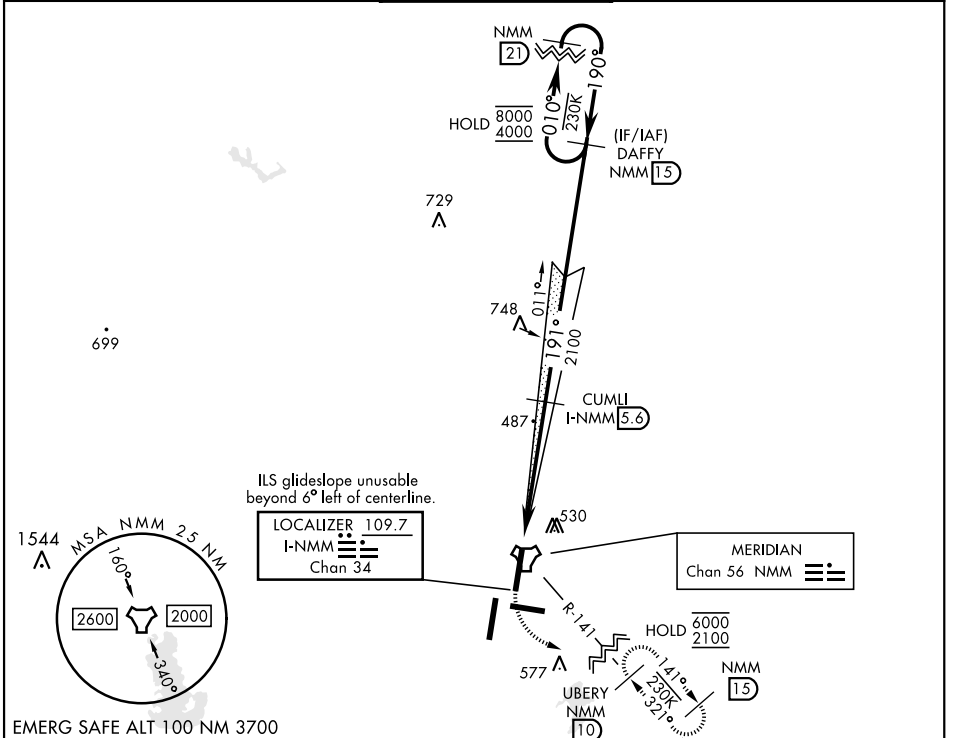 NMM
21
190°
010°
230K
HOLD 8000
4000
(IF/IAF)
DAFFY
NMM 15
729
011°
748
191°
2100
699
CUMLI
I-NMM 5.6
487
ILS glideslope unusable
beyond 6° left of centerline.
LOCALIZER 109.7
I-NMM
Chan 34
530
MERIDIAN
Chan 56 NMM
1544
MSA NMM 25 NM
160°
2600
2000
340°
R-141
HOLD 6000
2100
577
141°
230K
321°
NMM
15
UBERY
NMM
10
EMERG SAFE ALT 100 NM 3700